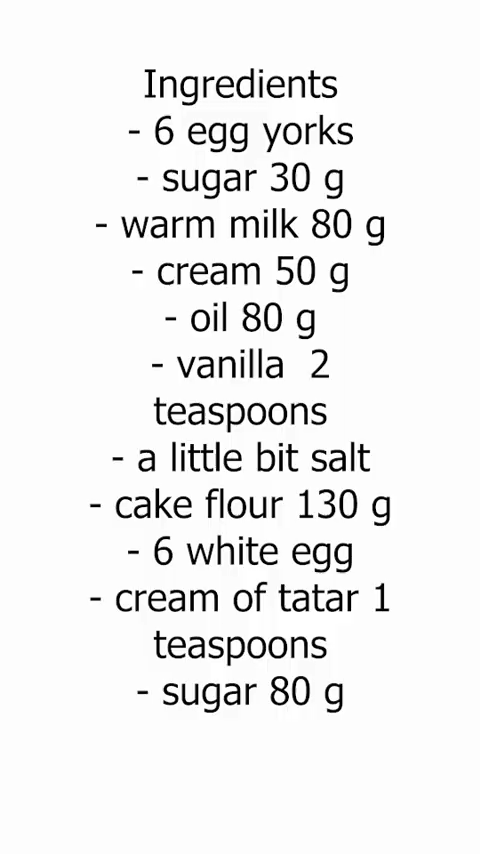 Ingredients
- 6 egg yorks
- sugar 30 g
- warm milk 80 g
- cream 50 g
- oil 80 g
- vanilla  2
teaspoons
- a little bit salt
- cake flour 130 g
- 6 white egg
- cream of tatar 1
teaspoons
- sugar 80 g